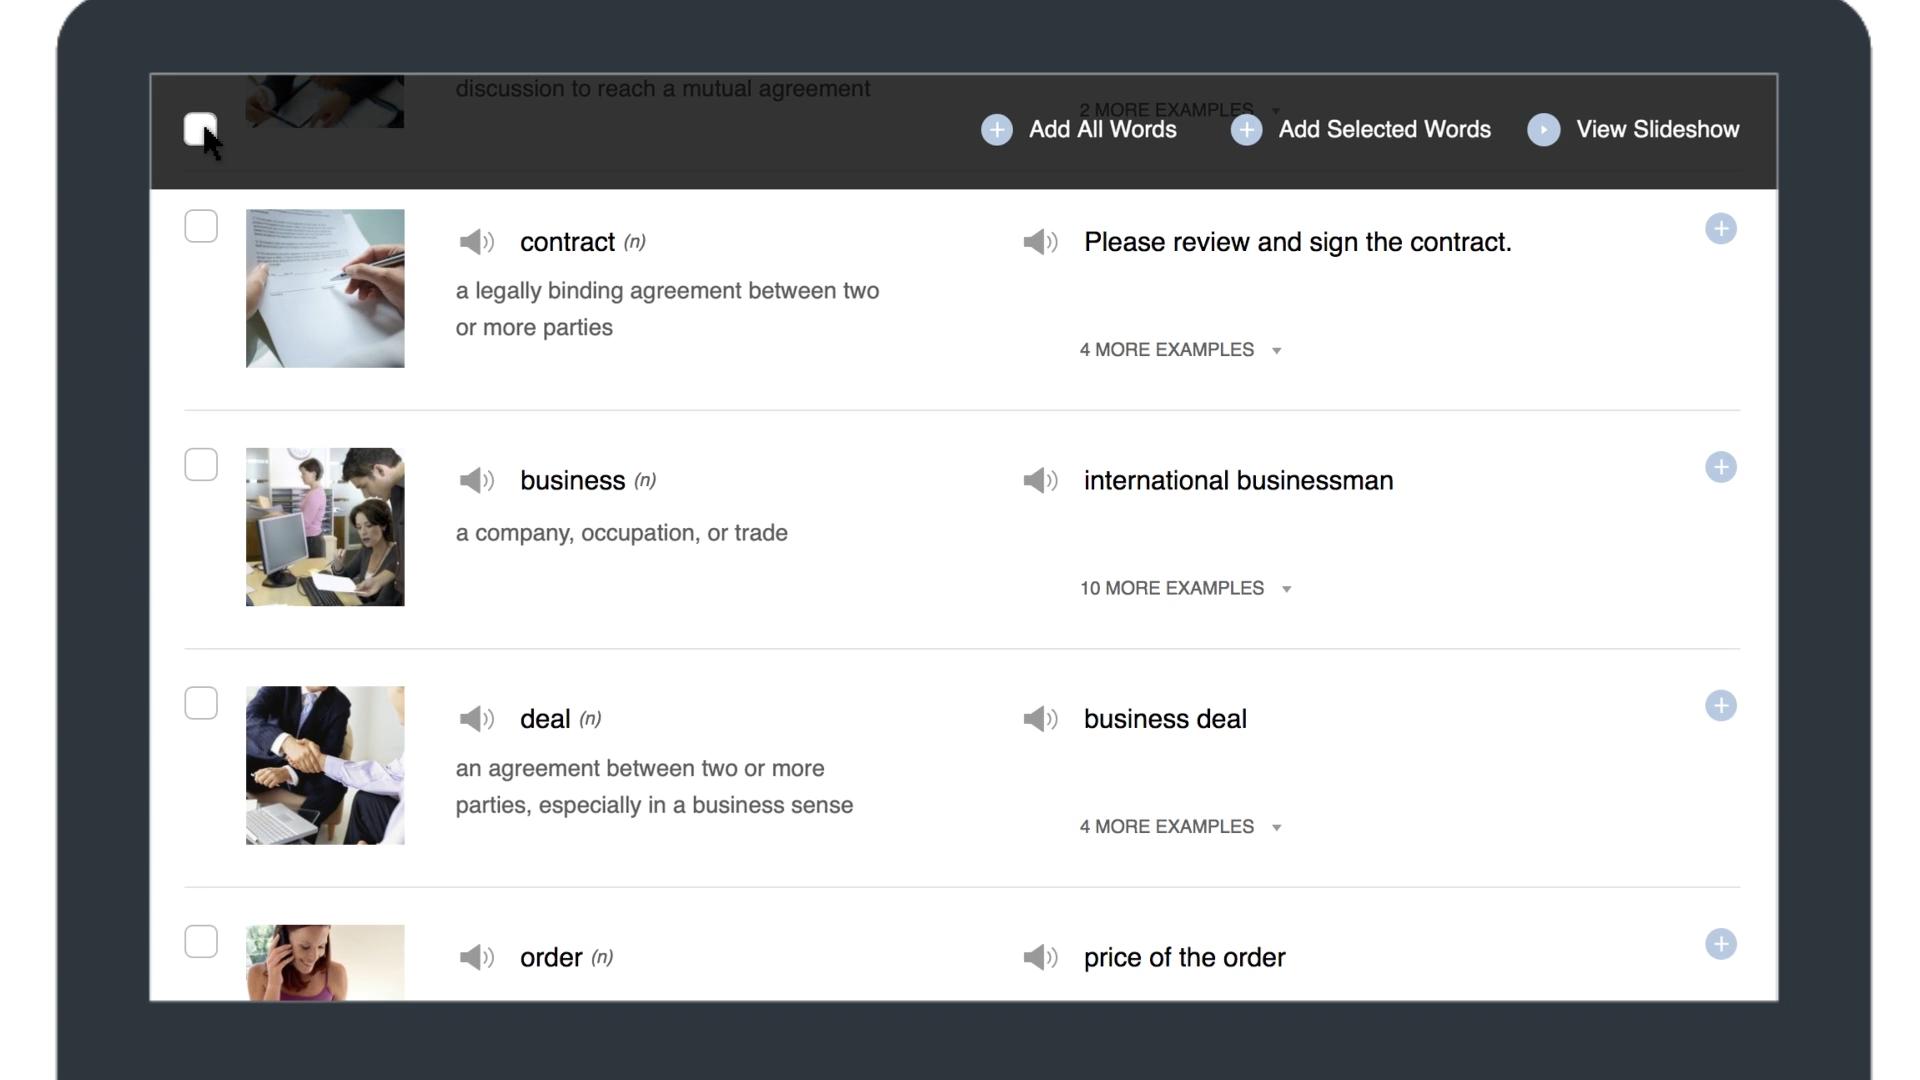 discussion to reach a mutual agreement
2 MORE EXAMPLES
Add All Words
Add Selected Words
View Slideshow
contract (n)
Please review and sign the contract.
a legally binding agreement between two
or more parties
4 MORE EXAMPLES
business (n)
international businessman
a company, occupation, or trade
10 MORE EXAMPLES
deal (n)
business deal
an agreement between two or more
parties, especially in a business sense
4 MORE EXAMPLES
order (n)
price of the order